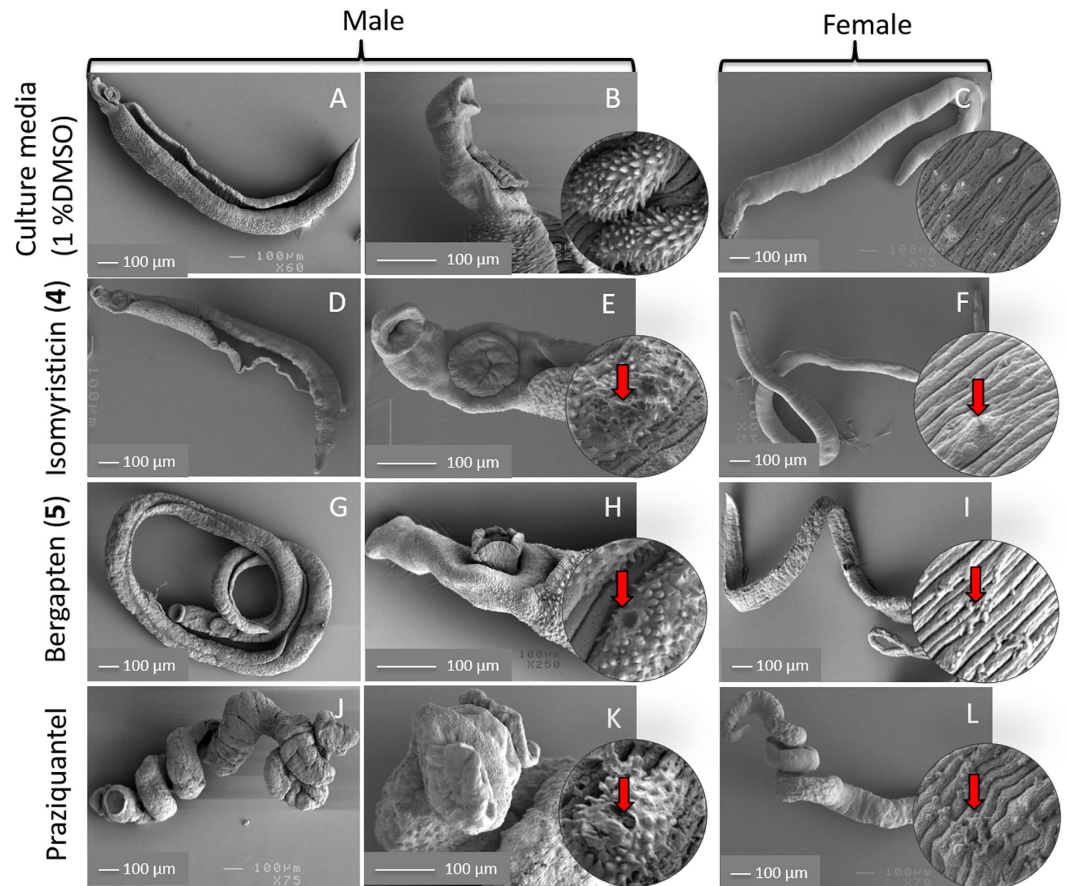 Male
Female
Culture media
(1 %DMSO)
A
B
C
100 µm
100µm
X60
100 µm
100 µm
100µm
X75
Isomyristicin (4)
D
E
F
100 µm
100 µm
100 µm
Bergapten (5)
G
H
I
100 µm
100 µm
100µm
X250
100 µm
Praziquantel
J
K
L
100 µm
100µm
X75
100 µm
100 µm